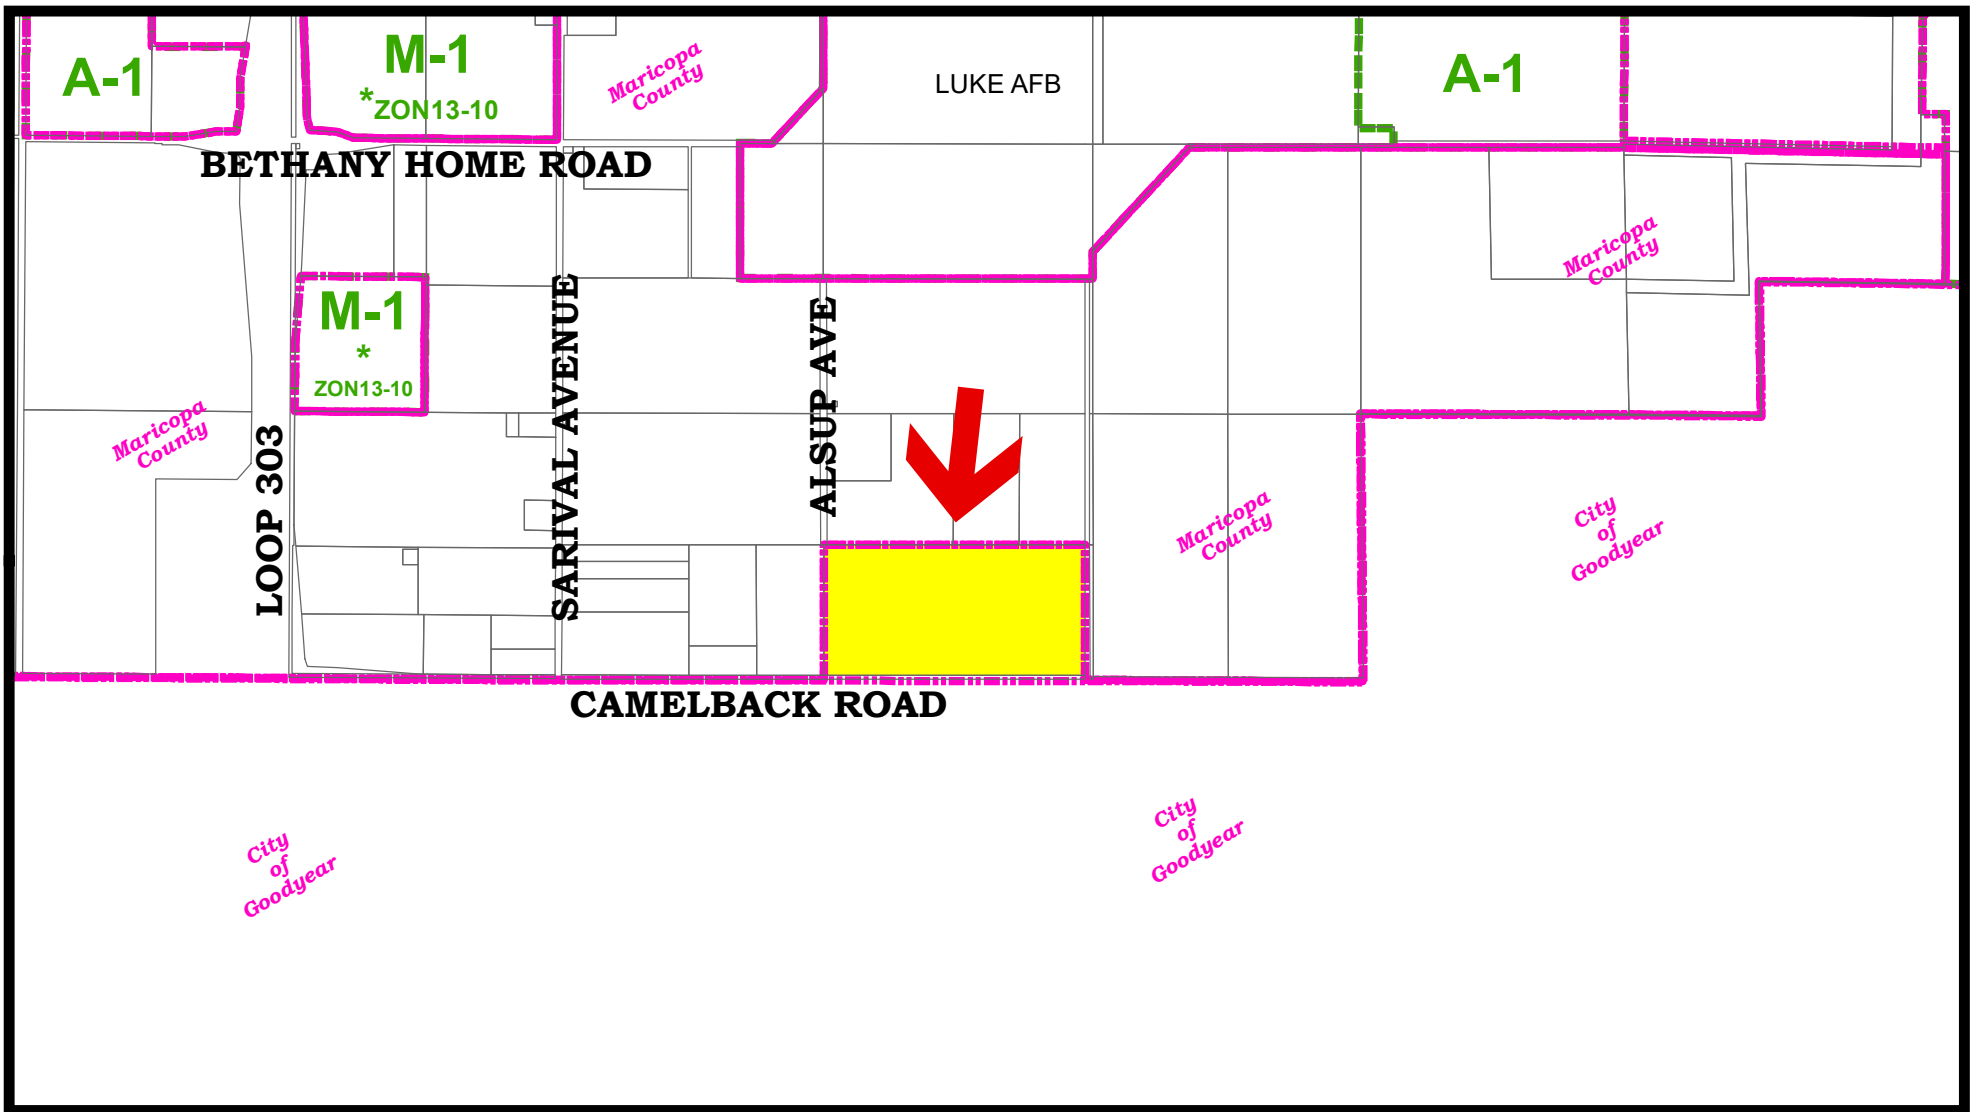 M-1
*ZON13-10
A-1
Maricopa
County
LUKE AFB
A-1
BETHANY HOME ROAD
Maricopa
County
M-1
*
ZON13-10
SARIVAL AVENUE
ALSUP AVE
Maricopa
County
LOOP 303
Maricopa
County
City
of
Goodyear
CAMELBACK ROAD
City
of
Goodyear
City
of
Goodyear